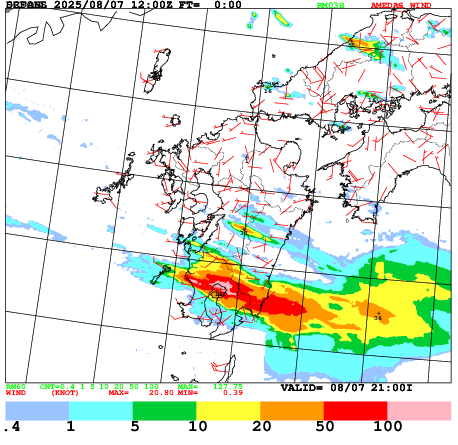 2025/08/07 12:00Z FT= 0:00 RM03H AMEDAS WIND
36
RM60 CNT=0.4 1 5 10 20 50 100 MAX= 127.75
WIND (KNOT) MAX= 20.80 MIN= 0.39 VALID= 08/07 21:00I
.4 1 5 10 20 50 100